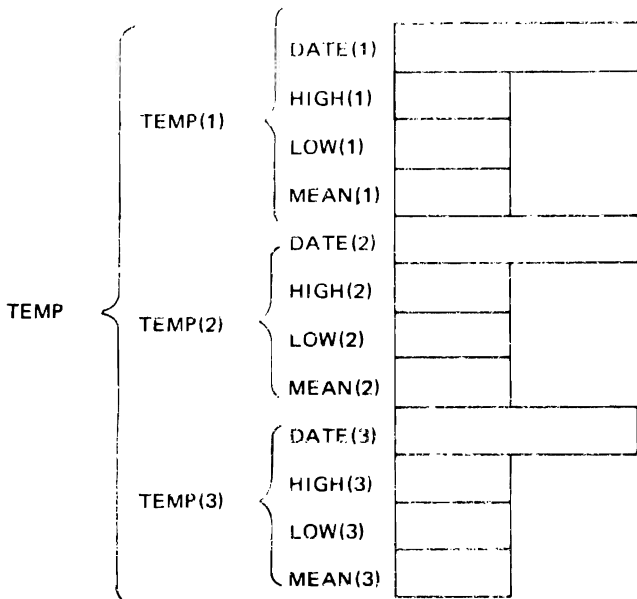 DATE(1)
HIGH(1)
TEMP(1)
LOW(1)
MEAN(1)
DATE(2)
HIGH(2)
TEMP TEMP(2)
LOW(2)
MEAN(2)
DATE(3)
HIGH(3)
TEMP(3)
LOW(3)
MEAN(3)